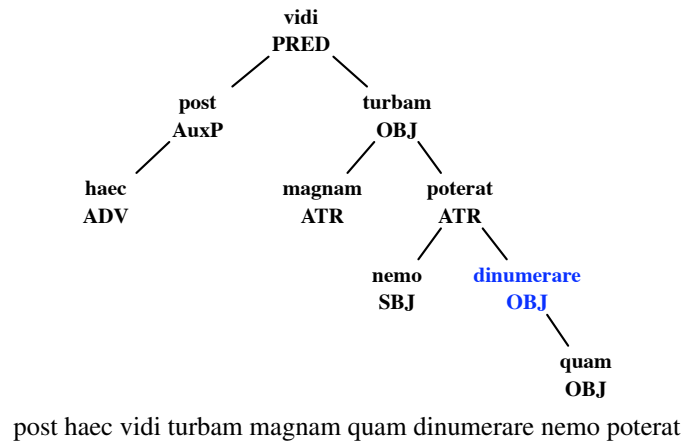 vidi
PRED
post turbam
AuxP OBJ
haec magnam poterat
ADV ATR ATR
nemo dinumerare
SBJ OBJ
quam
OBJ
post haec vidi turbam magnam quam dinumerare nemo poterat